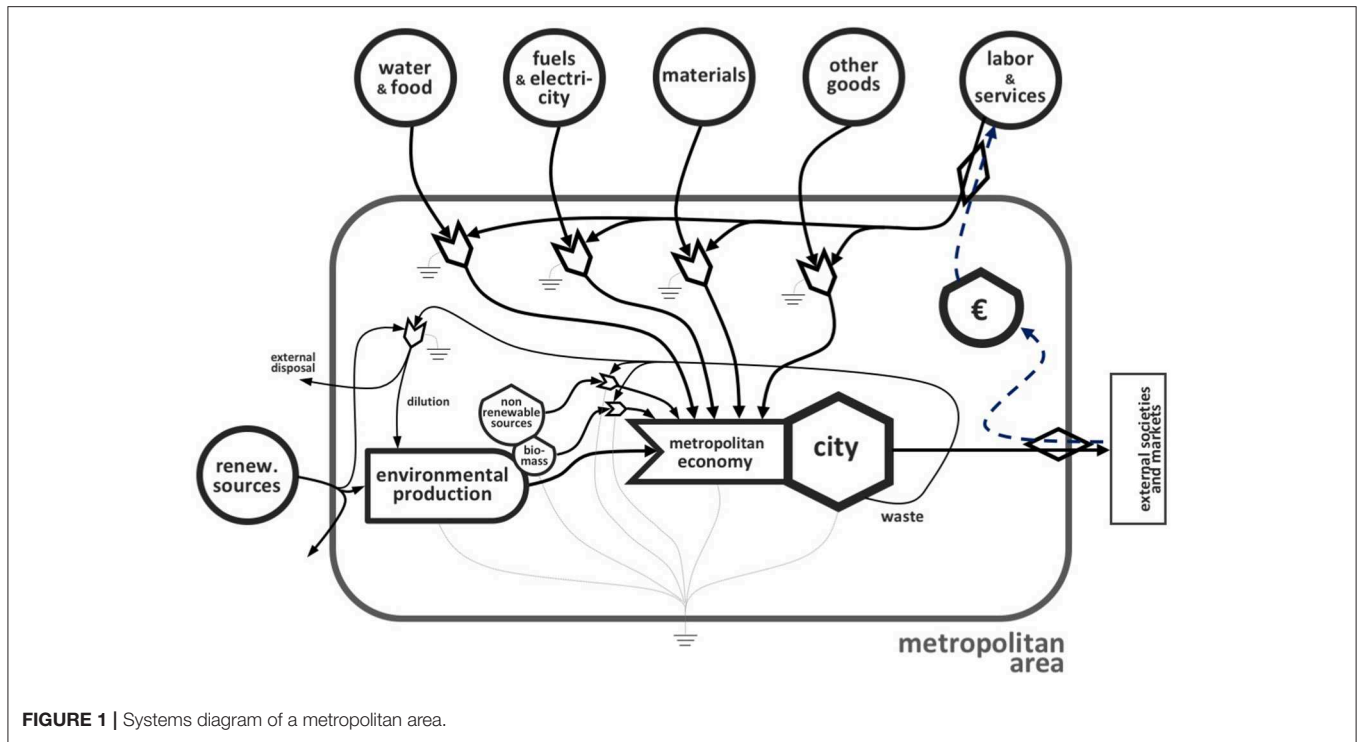 water
& food
fuels
& electri-
city
materials
other
goods
labor
&
services
€
external
disposal
dilution
non
renewable
sources
bio-
mass
renew.
sources
environmental
production
metropolitan
economy
city
waste
external societies
and markets
metropolitan
area
FIGURE 1 | Systems diagram of a metropolitan area.